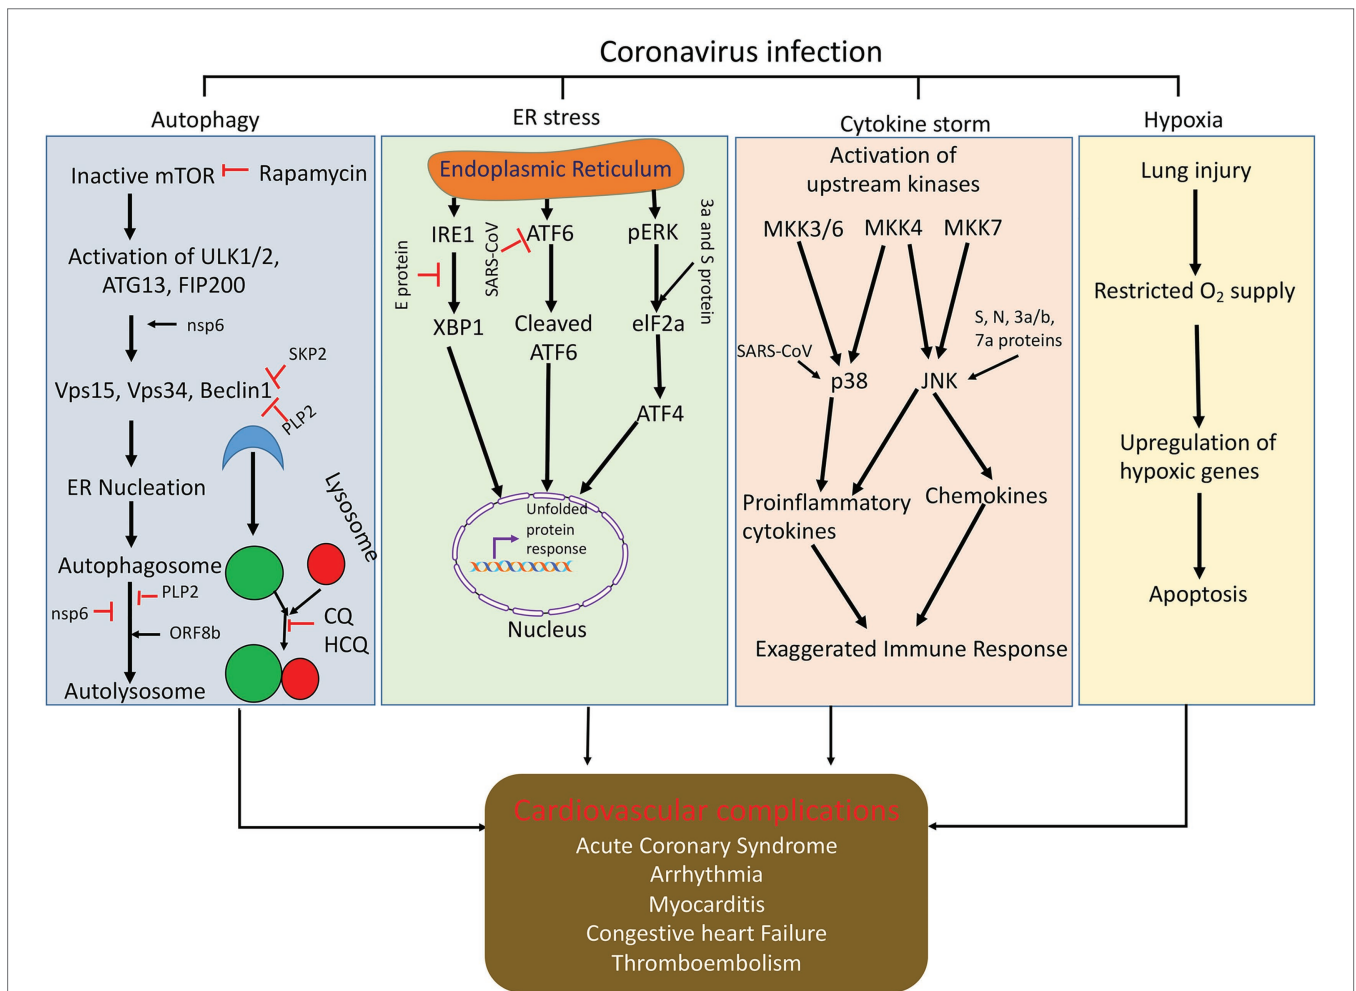 Coronavirus infection
Autophagy
Inactive mTOR
Rapamycin
Activation of ULK1/2,
ATG13, FIP200
nsp6
SKP2
Vps15, Vps34, Beclin1
PLP2
ER Nucleation
Lysosome
Autophagosome
PLP2
nsp6
ORF8b
CQ
HCQ
Autolysosome
ER stress
Endoplasmic Reticulum
IRE1
ATF6
pERK
E protein
SARS-CoV
3a and S protein
XBP1
Cleaved
ATF6
eIF2a
ATF4
Unfolded
protein
response
Nucleus
Cytokine storm
Activation of
upstream kinases
MKK3/6
MKK4
MKK7
S, N, 3a/b,
7a proteins
SARS-CoV
p38
JNK
Proinflammatory
cytokines
Chemokines
Exaggerated Immune Response
Hypoxia
Lung injury
Restricted O₂ supply
Upregulation of
hypoxic genes
Apoptosis
Cardiovascular complications
Acute Coronary Syndrome
Arrhythmia
Myocarditis
Congestive heart Failure
Thromboembolism